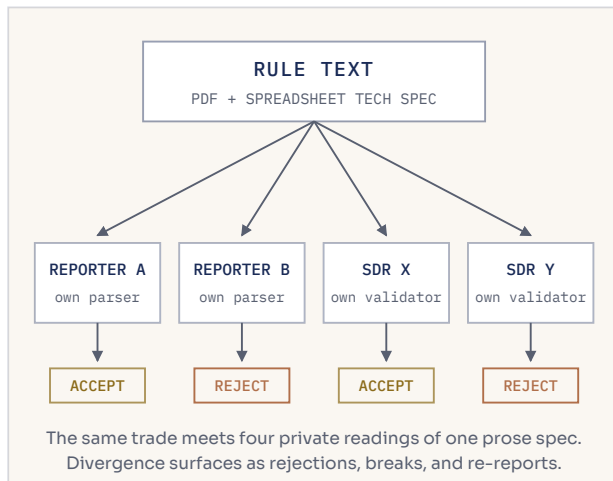 RULE TEXT
PDF + SPREADSHEET TECH SPEC
REPORTER A
own parser
REPORTER B
own parser
SDR X
own validator
SDR Y
own validator
ACCEPT
REJECT
ACCEPT
REJECT
The same trade meets four private readings of one prose spec.
Divergence surfaces as rejections, breaks, and re-reports.